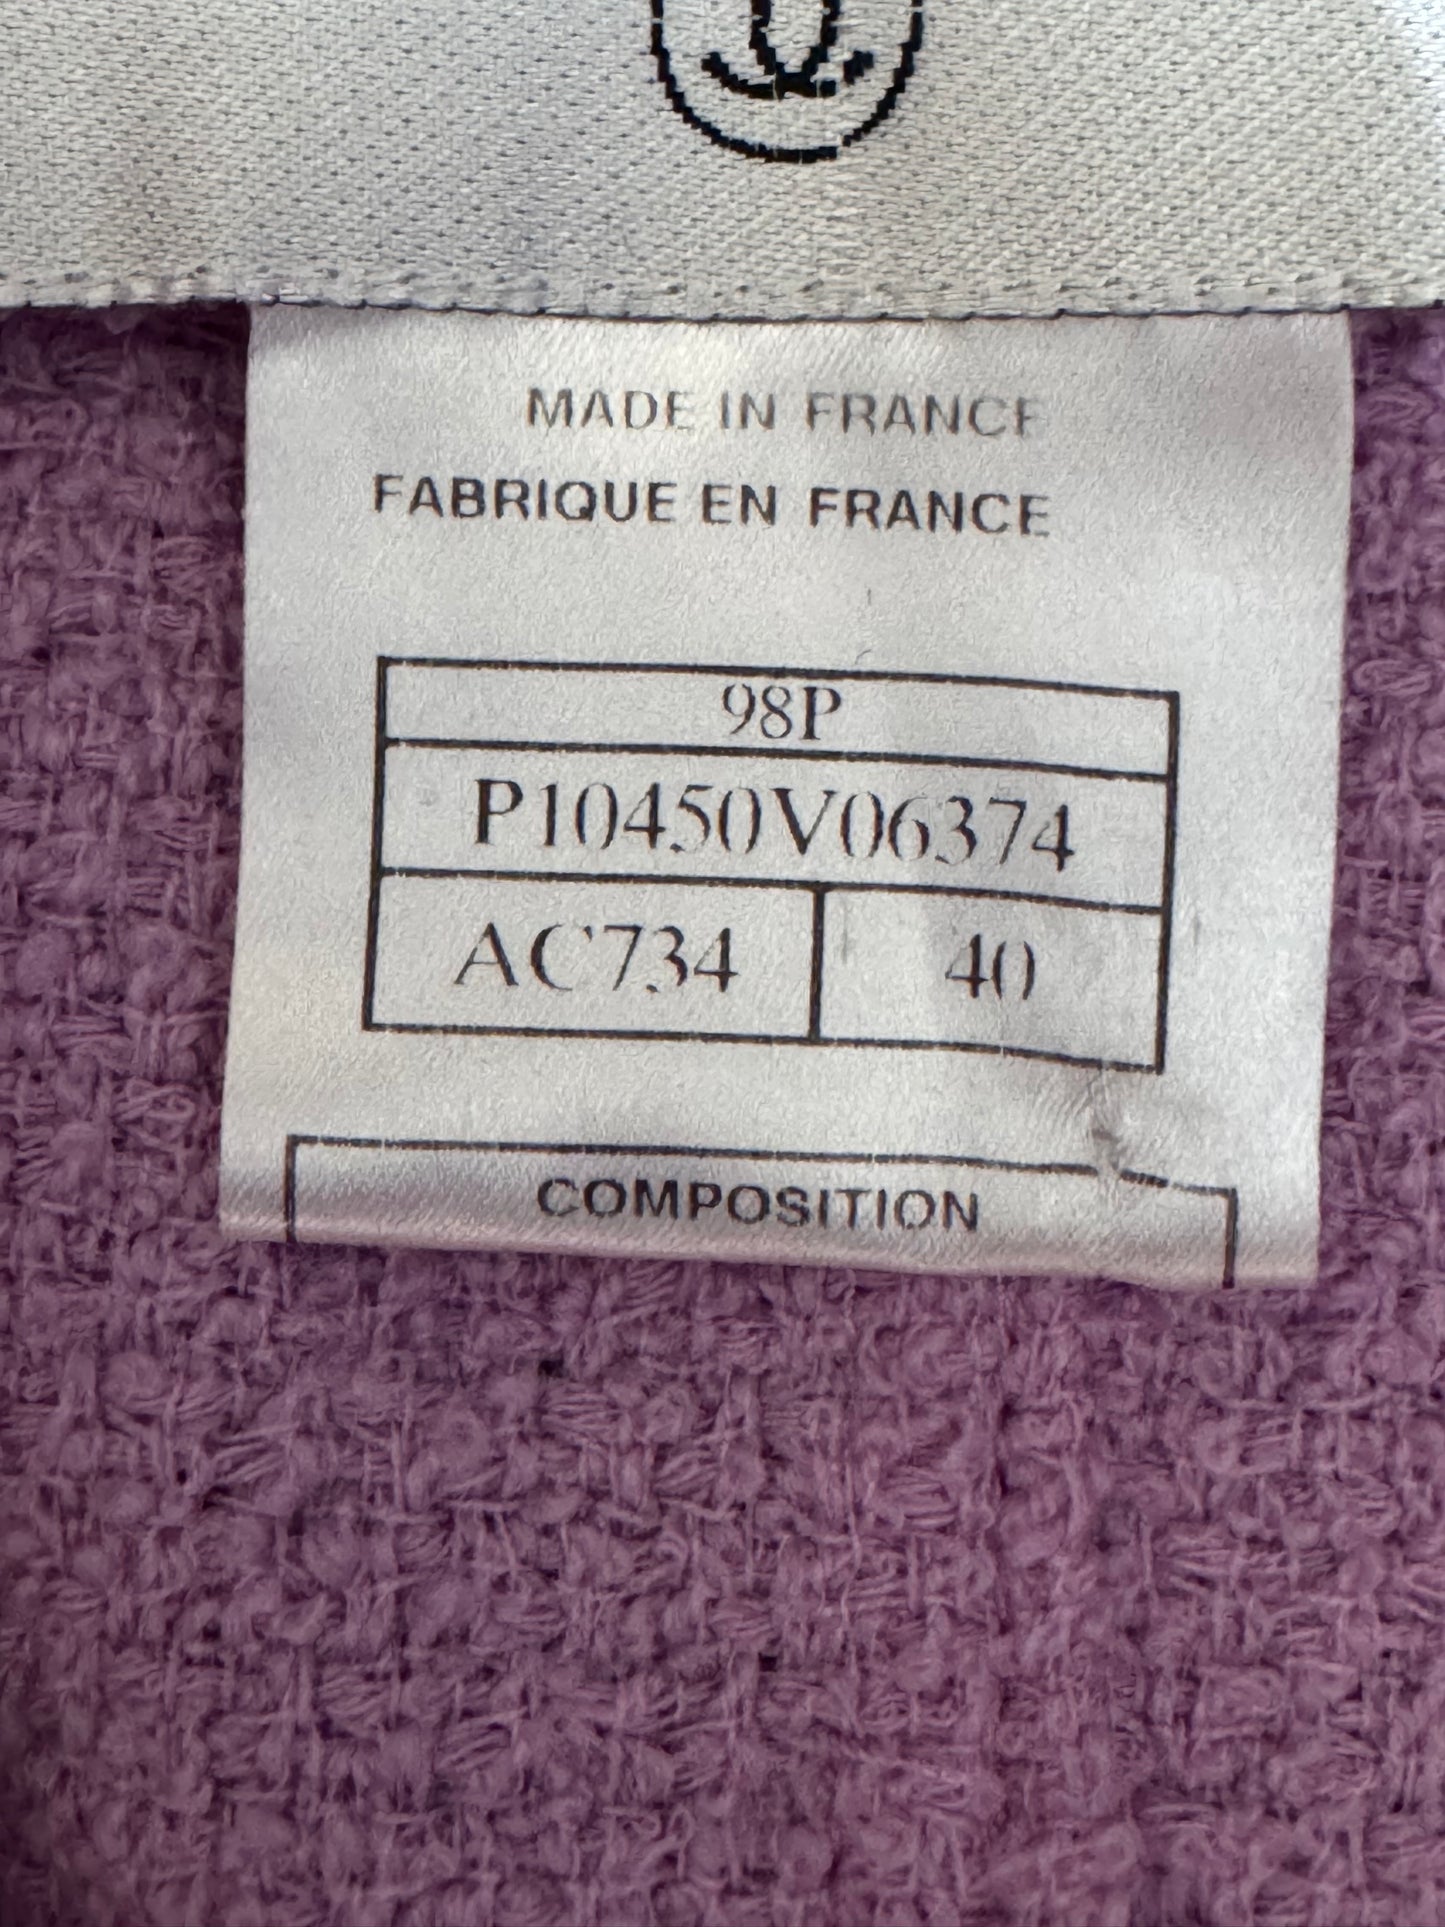 MADE IN FRANCE
FABRIQUE EN FRANCE
98P
P10450V06374
AC734 40
COMPOSITION